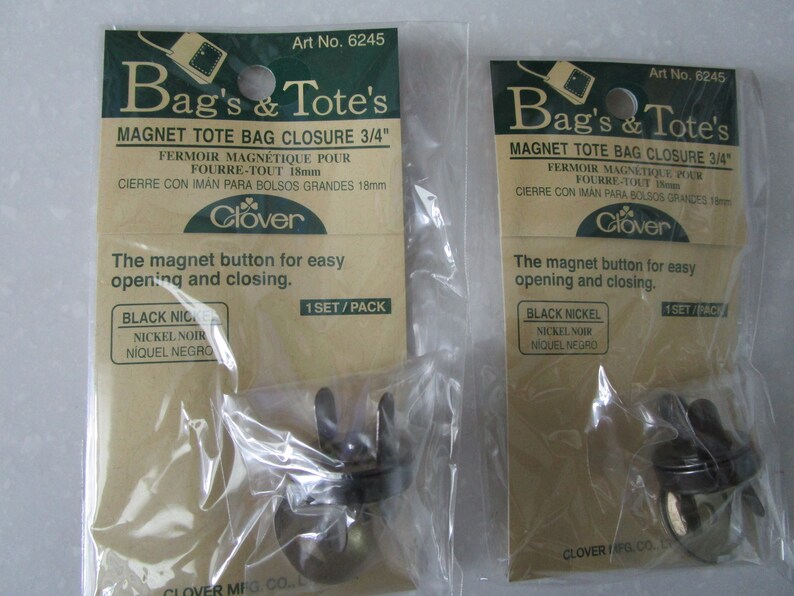 Art No. 6245
Bag's & Tote's
MAGNET TOTE BAG CLOSURE 3/4"
FERMOIR MAGNÉTIQUE POUR
FOURRE-TOUT 18mm
CIERRE CON IMÁN PARA BOLSOS GRANDES 18mm
Clover
The magnet button for easy
opening and closing.
1 SET / PACK
BLACK NICKEL
NICKEL NOIR
NÍQUEL NEGRO
CLOVER MFG. CO., L
Art No. 6245
Bag's & Tote's
MAGNET TOTE BAG CLOSURE 3/4"
FERMOIR MAGNÉTIQUE POUR
FOURRE-TOUT 18mm
CIERRE CON IMÁN PARA BOLSOS GRANDES 18mm
Clover
The magnet button for easy
opening and closing.
1 SET / PACK
BLACK NICKEL
NICKEL NOIR
NÍQUEL NEGRO
CLOVER MFG. CO., L